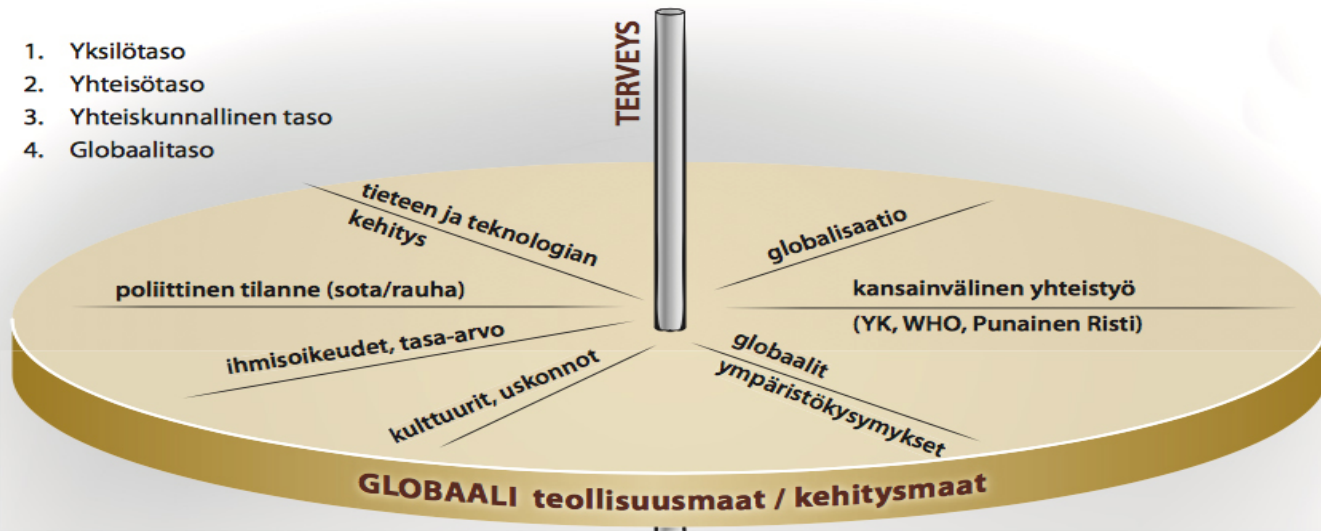 1. Yksilötaso
2. Yhteisötaso
3. Yhteiskunnallinen taso
4. Globaalitaso
TERVEYS
tieteen ja teknologian
kehitys
globalisaatio
poliittinen tilanne (sota/rauha)
kansainvälinen yhteistyö
(YK, WHO, Punainen Risti)
ihmisoikeudet, tasa-arvo
globaalit
ympäristökysymykset
kulttuurit, uskonnot
GLOBAALI teollisuusmaat / kehitysmaat